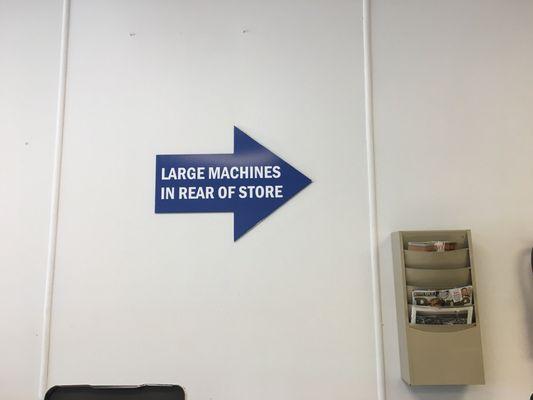 LARGE MACHINES
IN REAR OF STORE